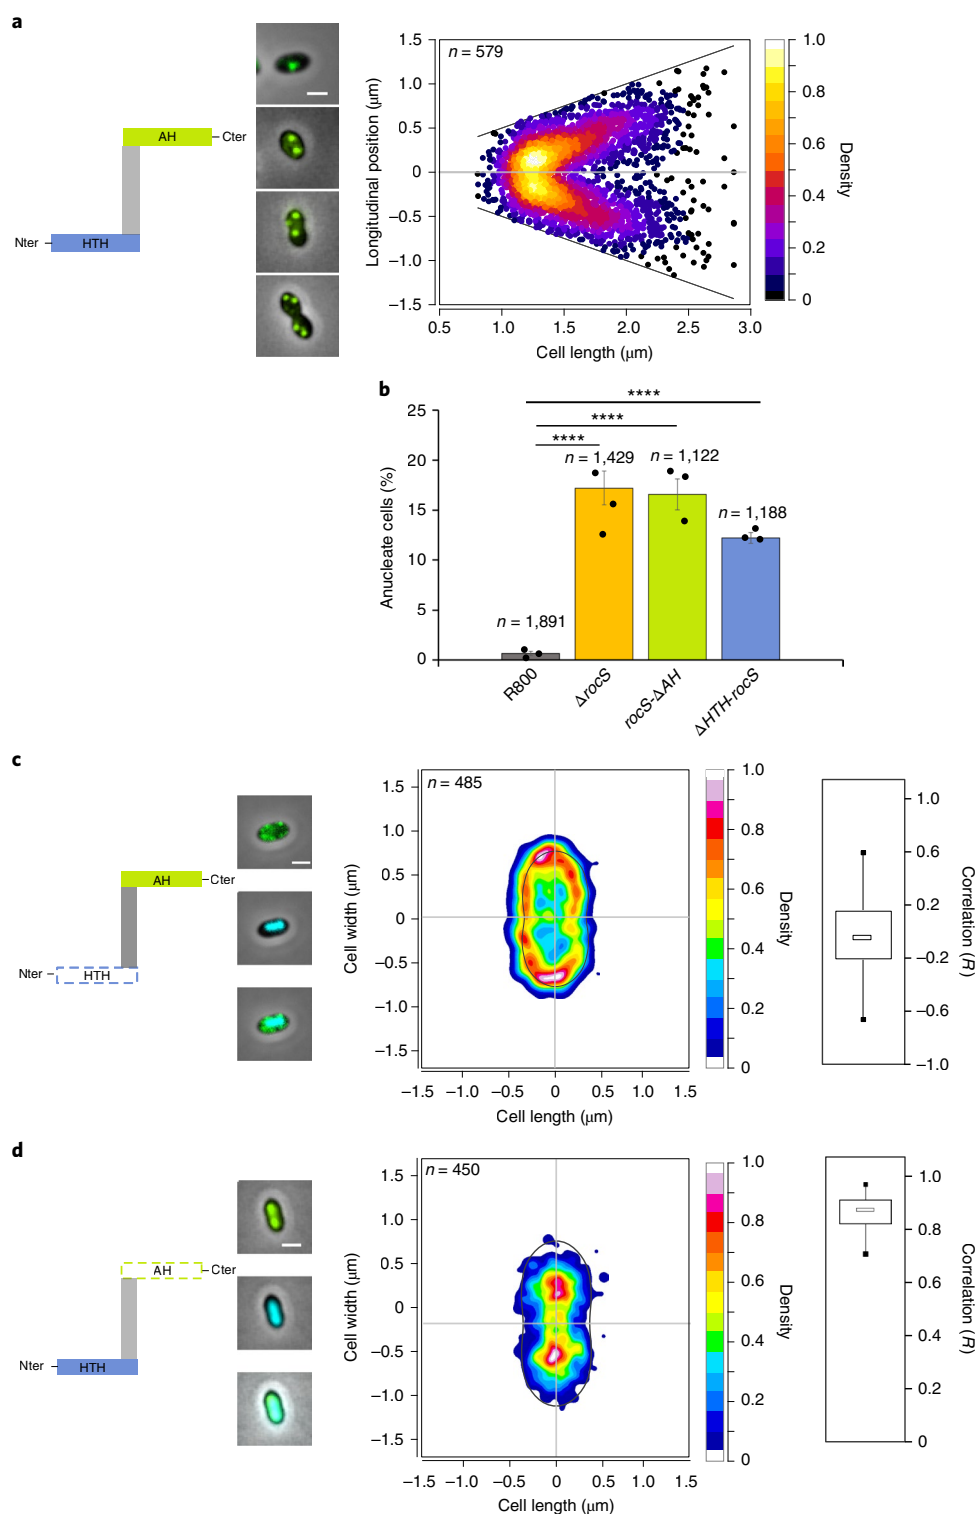 a
n = 579
AH
Cter
Nter
HTH
Longitudinal position (μm)
1.5
1.0
0.5
0
−0.5
−1.0
−1.5
0.5 1.0 1.5 2.0 2.5 3.0
Cell length (μm)
1.0
0.8
0.6
0.4
0.2
0
Density
b
****
****
****
n = 1,429
n = 1,122
n = 1,188
n = 1,891
Anucleate cells (%)
25
20
15
10
5
0
R800
ΔrocS
rocS-ΔAH
ΔHTH-rocS
c
n = 485
AH
Cter
Nter
HTH
Cell width (μm)
1.5
1.0
0.5
0
−0.5
−1.0
−1.5
−1.5 −1.0 −0.5 0 0.5 1.0 1.5
Cell length (μm)
1.0
0.8
0.6
0.4
0.2
0
Density
1.0
0.6
0.2
−0.2
−0.6
−1.0
Correlation (R)
d
n = 450
AH
Cter
Nter
HTH
Cell width (μm)
1.5
1.0
0.5
0
−0.5
−1.0
−1.5
−1.5 −1.0 −0.5 0 0.5 1.0 1.5
Cell length (μm)
1.0
0.8
0.6
0.4
0.2
0
Density
1.0
0.8
0.6
0.4
0.2
0
Correlation (R)